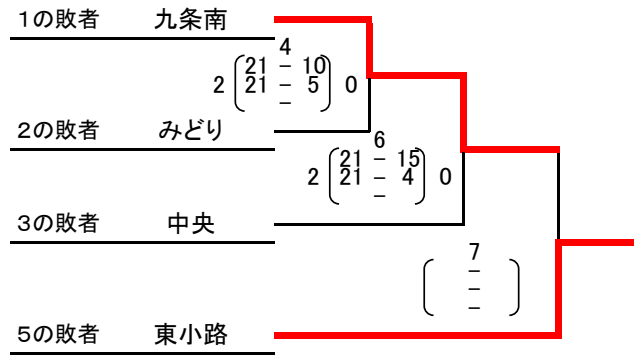 1の敗者 九条南
4
2 ( 21 － 10 ) 0
21 － 5
－
2の敗者 みどり
6
2 ( 21 － 15 ) 0
21 － 4
－
3の敗者 中央
7
( － )
－
－
5の敗者 東小路